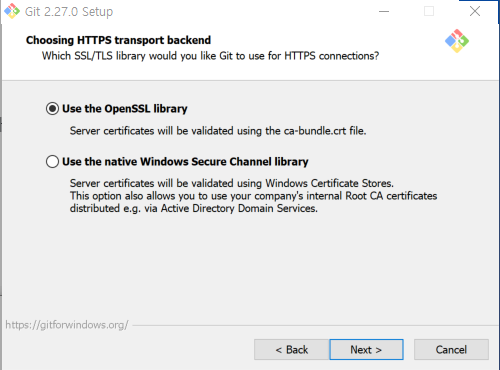 Git 2.27.0 Setup
Choosing HTTPS transport backend
Which SSL/TLS library would you like Git to use for HTTPS connections?
Use the OpenSSL library
Server certificates will be validated using the ca-bundle.crt file.
Use the native Windows Secure Channel library
Server certificates will be validated using Windows Certificate Stores.
This option also allows you to use your company's internal Root CA certificates
distributed e.g. via Active Directory Domain Services.
https://gitforwindows.org/
< Back
Next >
Cancel